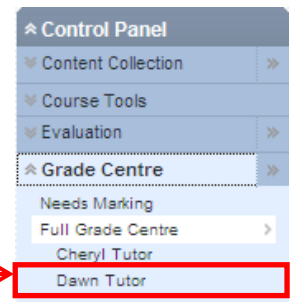 Control Panel
Content Collection
Course Tools
Evaluation
Grade Centre
Needs Marking
Full Grade Centre
Cheryl Tutor
Dawn Tutor